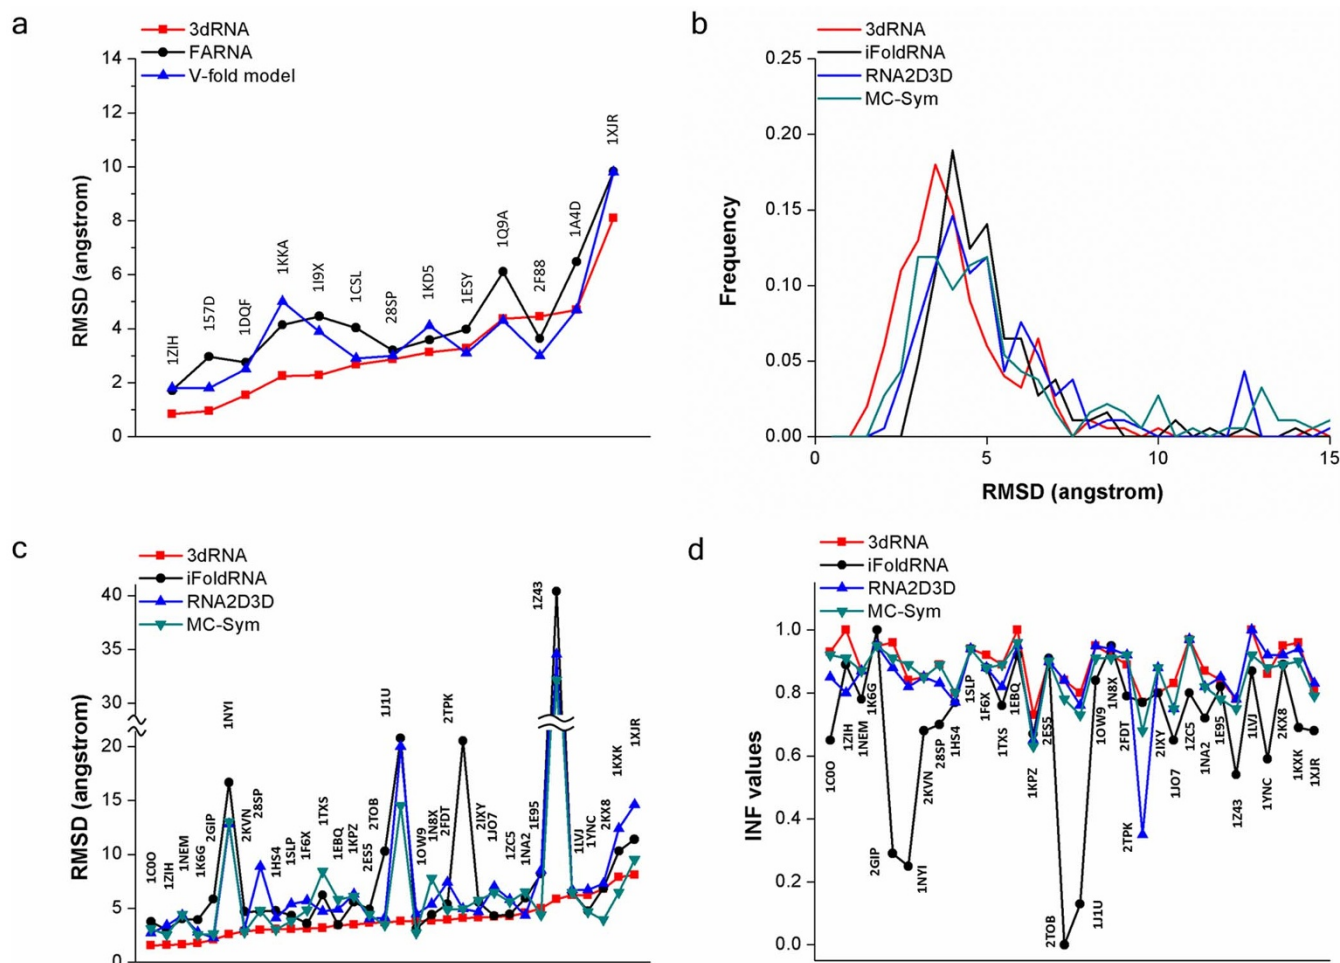 a
3dRNA
FARNA
V-fold model
RMSD (angstrom)
14
12
10
8
6
4
2
0
1ZIH
157D
1DQF
1KKA
1I9X
1CSL
28SP
1KD5
1ESY
1Q9A
2F88
1A4D
1XJR
b
3dRNA
iFoldRNA
RNA2D3D
MC-Sym
Frequency
0.25
0.20
0.15
0.10
0.05
0.00
0
5
10
15
RMSD (angstrom)
c
3dRNA
iFoldRNA
RNA2D3D
MC-Sym
RMSD (angstrom)
40
35
30
20
15
10
5
0
1C0O
1ZIH
1NEM
1K6G
2GIP
1NYI
2KVN
28SP
1HS4
1SLP
1F6X
1TXS
1EBQ
1KPZ
2ES5
2TOB
1J1U
1OW9
1N8X
2FDT
2TPK
2IXY
1JO7
1ZC5
1NA2
1E95
1Z43
1LVJ
1YNC
2KX8
1KXK
1XJR
d
3dRNA
iFoldRNA
RNA2D3D
MC-Sym
INF values
1.0
0.8
0.6
0.4
0.2
0.0
1C0O
1ZIH
1NEM
1K6G
2GIP
1NYI
2KVN
28SP
1HS4
1SLP
1F6X
1TXS
1EBQ
1KPZ
2ES5
2TOB
1J1U
1OW9
1N8X
2FDT
2TPK
2IXY
1JO7
1ZC5
1NA2
1E95
1Z43
1LVJ
1YNC
2KX8
1KXK
1XJR